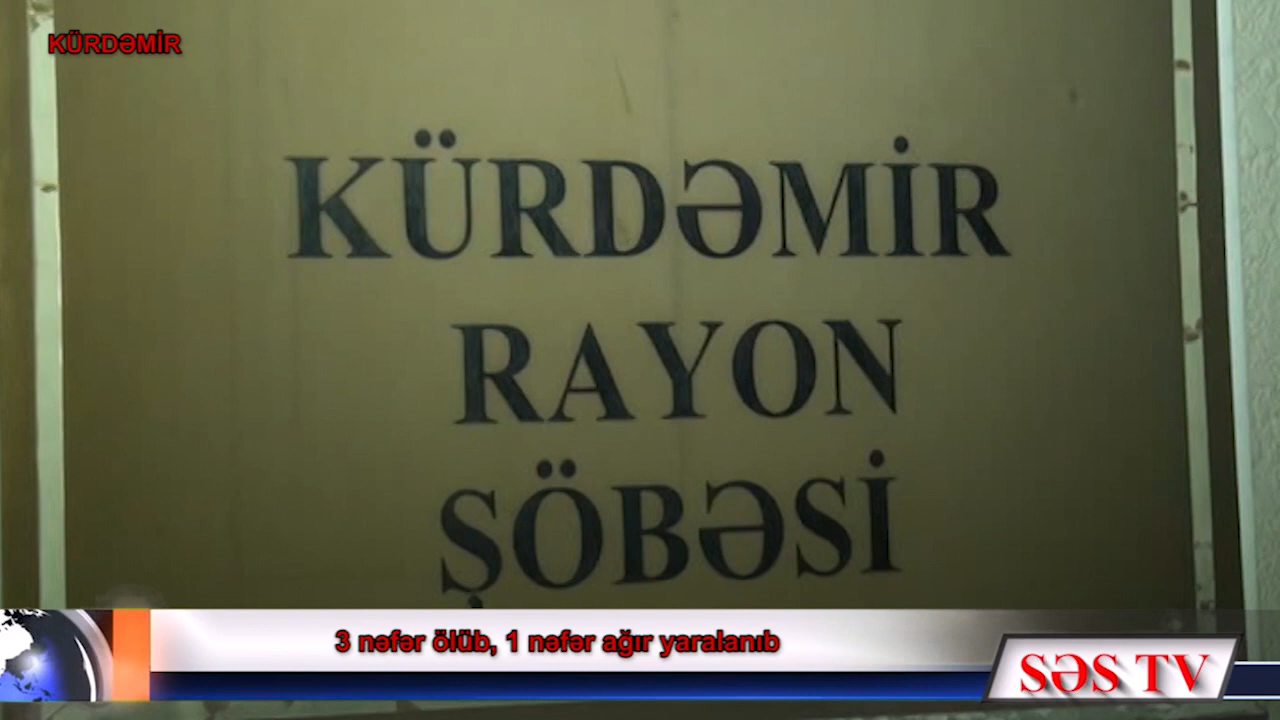 KÜRDƏMİR
KÜRDƏMİR
RAYON
ŞÖBƏSİ
3 nəfər ölüb, 1 nəfər ağır yaralanıb
SƏS TV